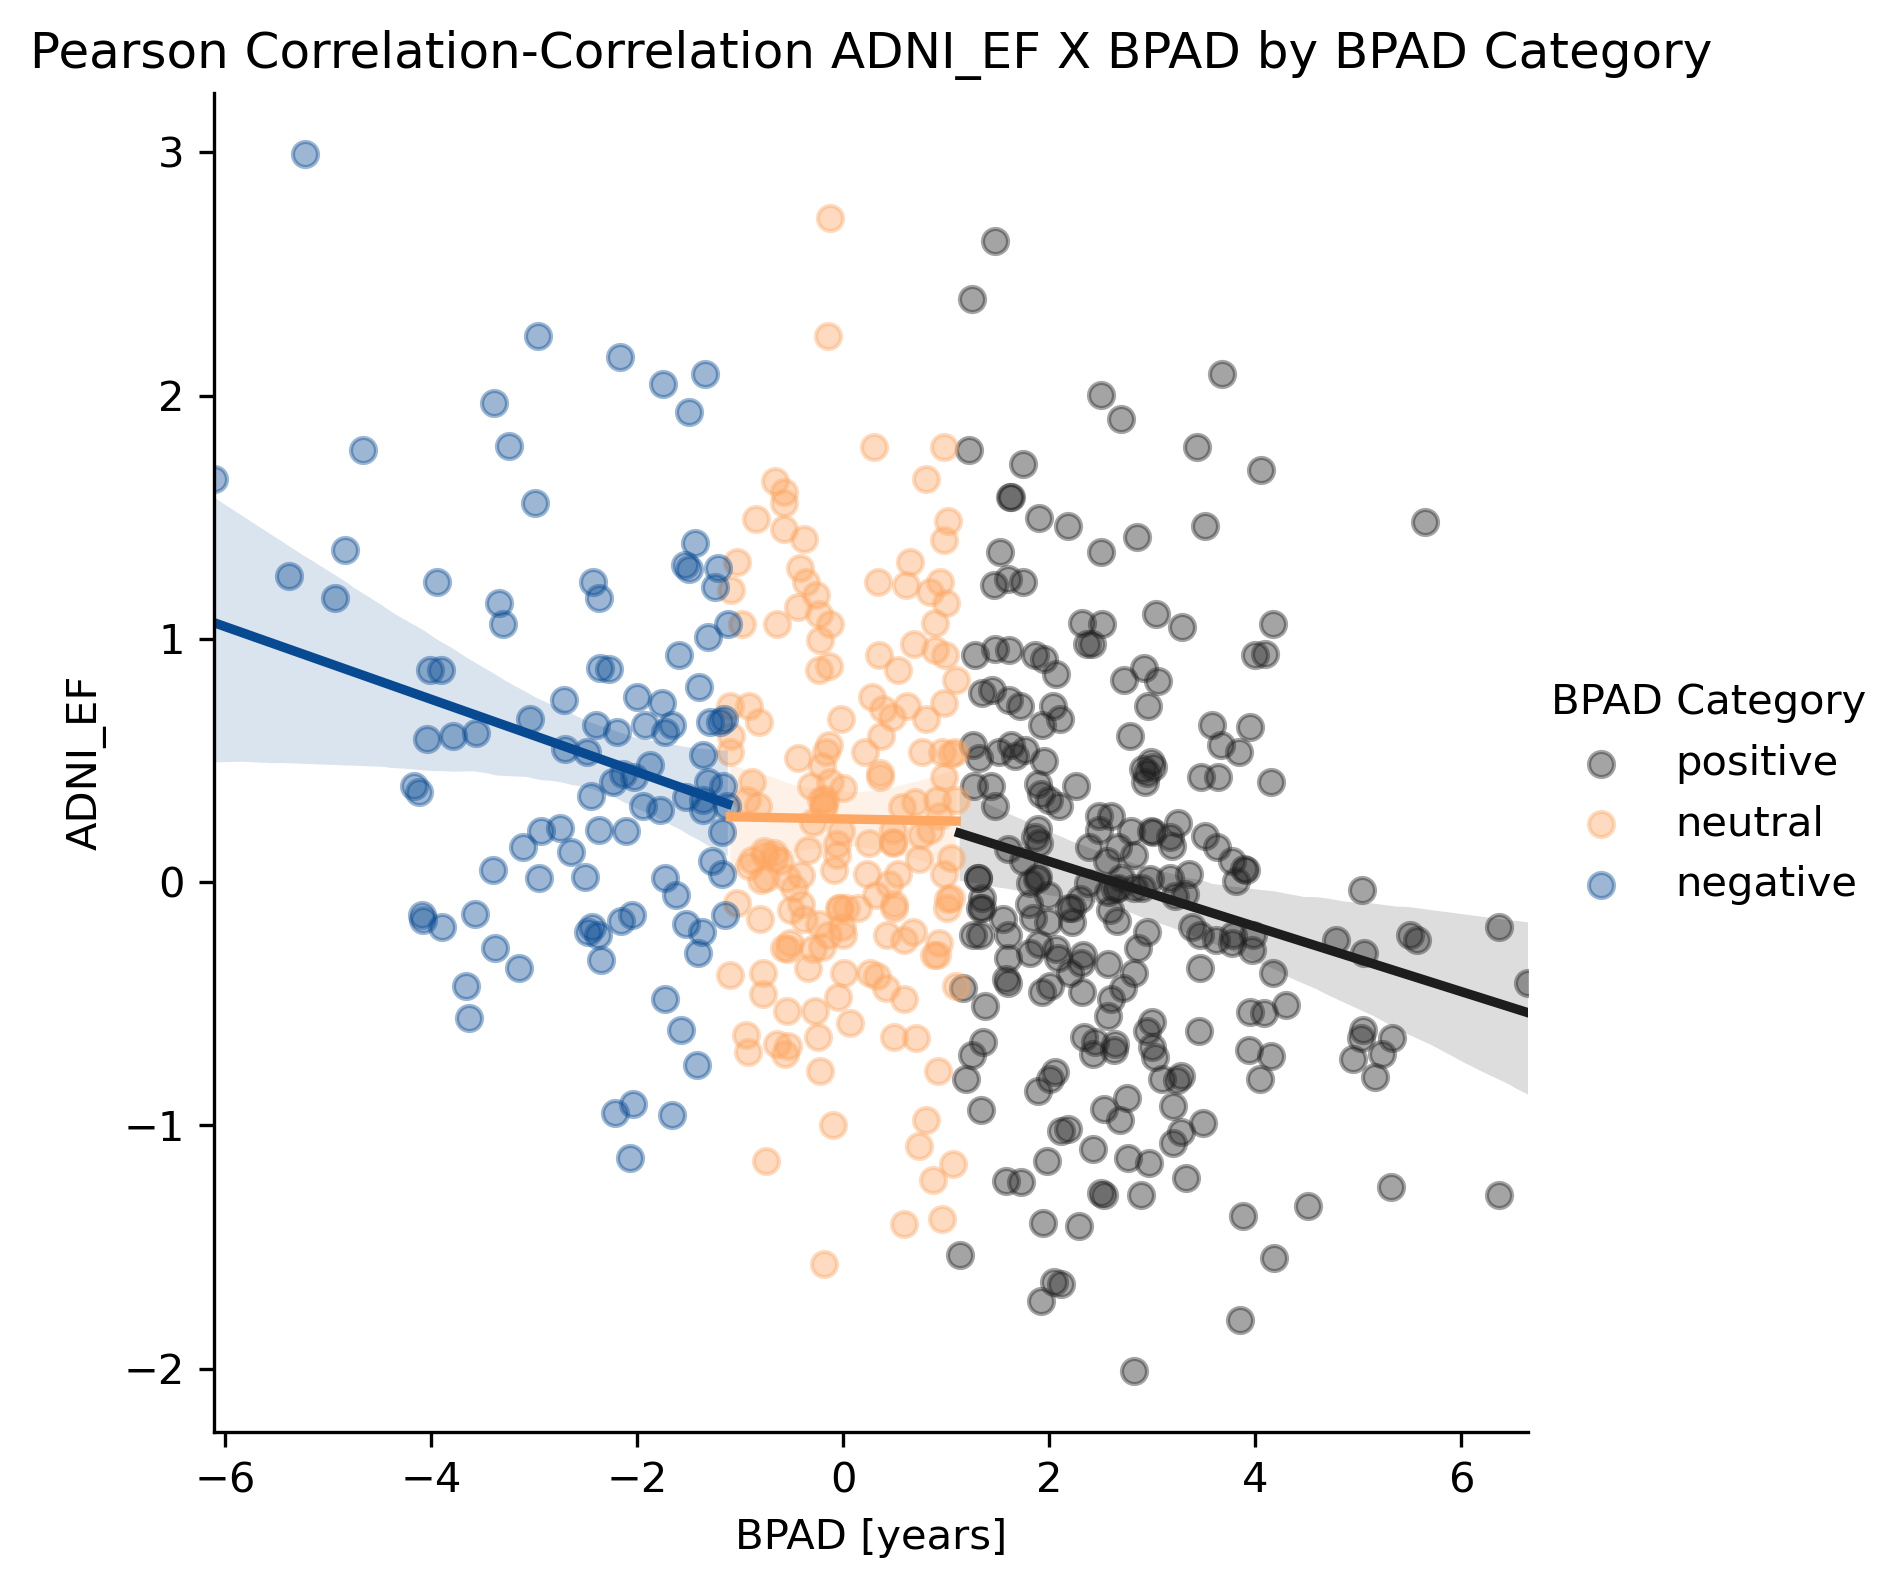 Pearson Correlation-Correlation ADNI_EF X BPAD by BPAD Category
3
2
1
0
−1
−2
ADNI_EF
−6 −4 −2 0 2 4 6
BPAD [years]
BPAD Category
positive
neutral
negative